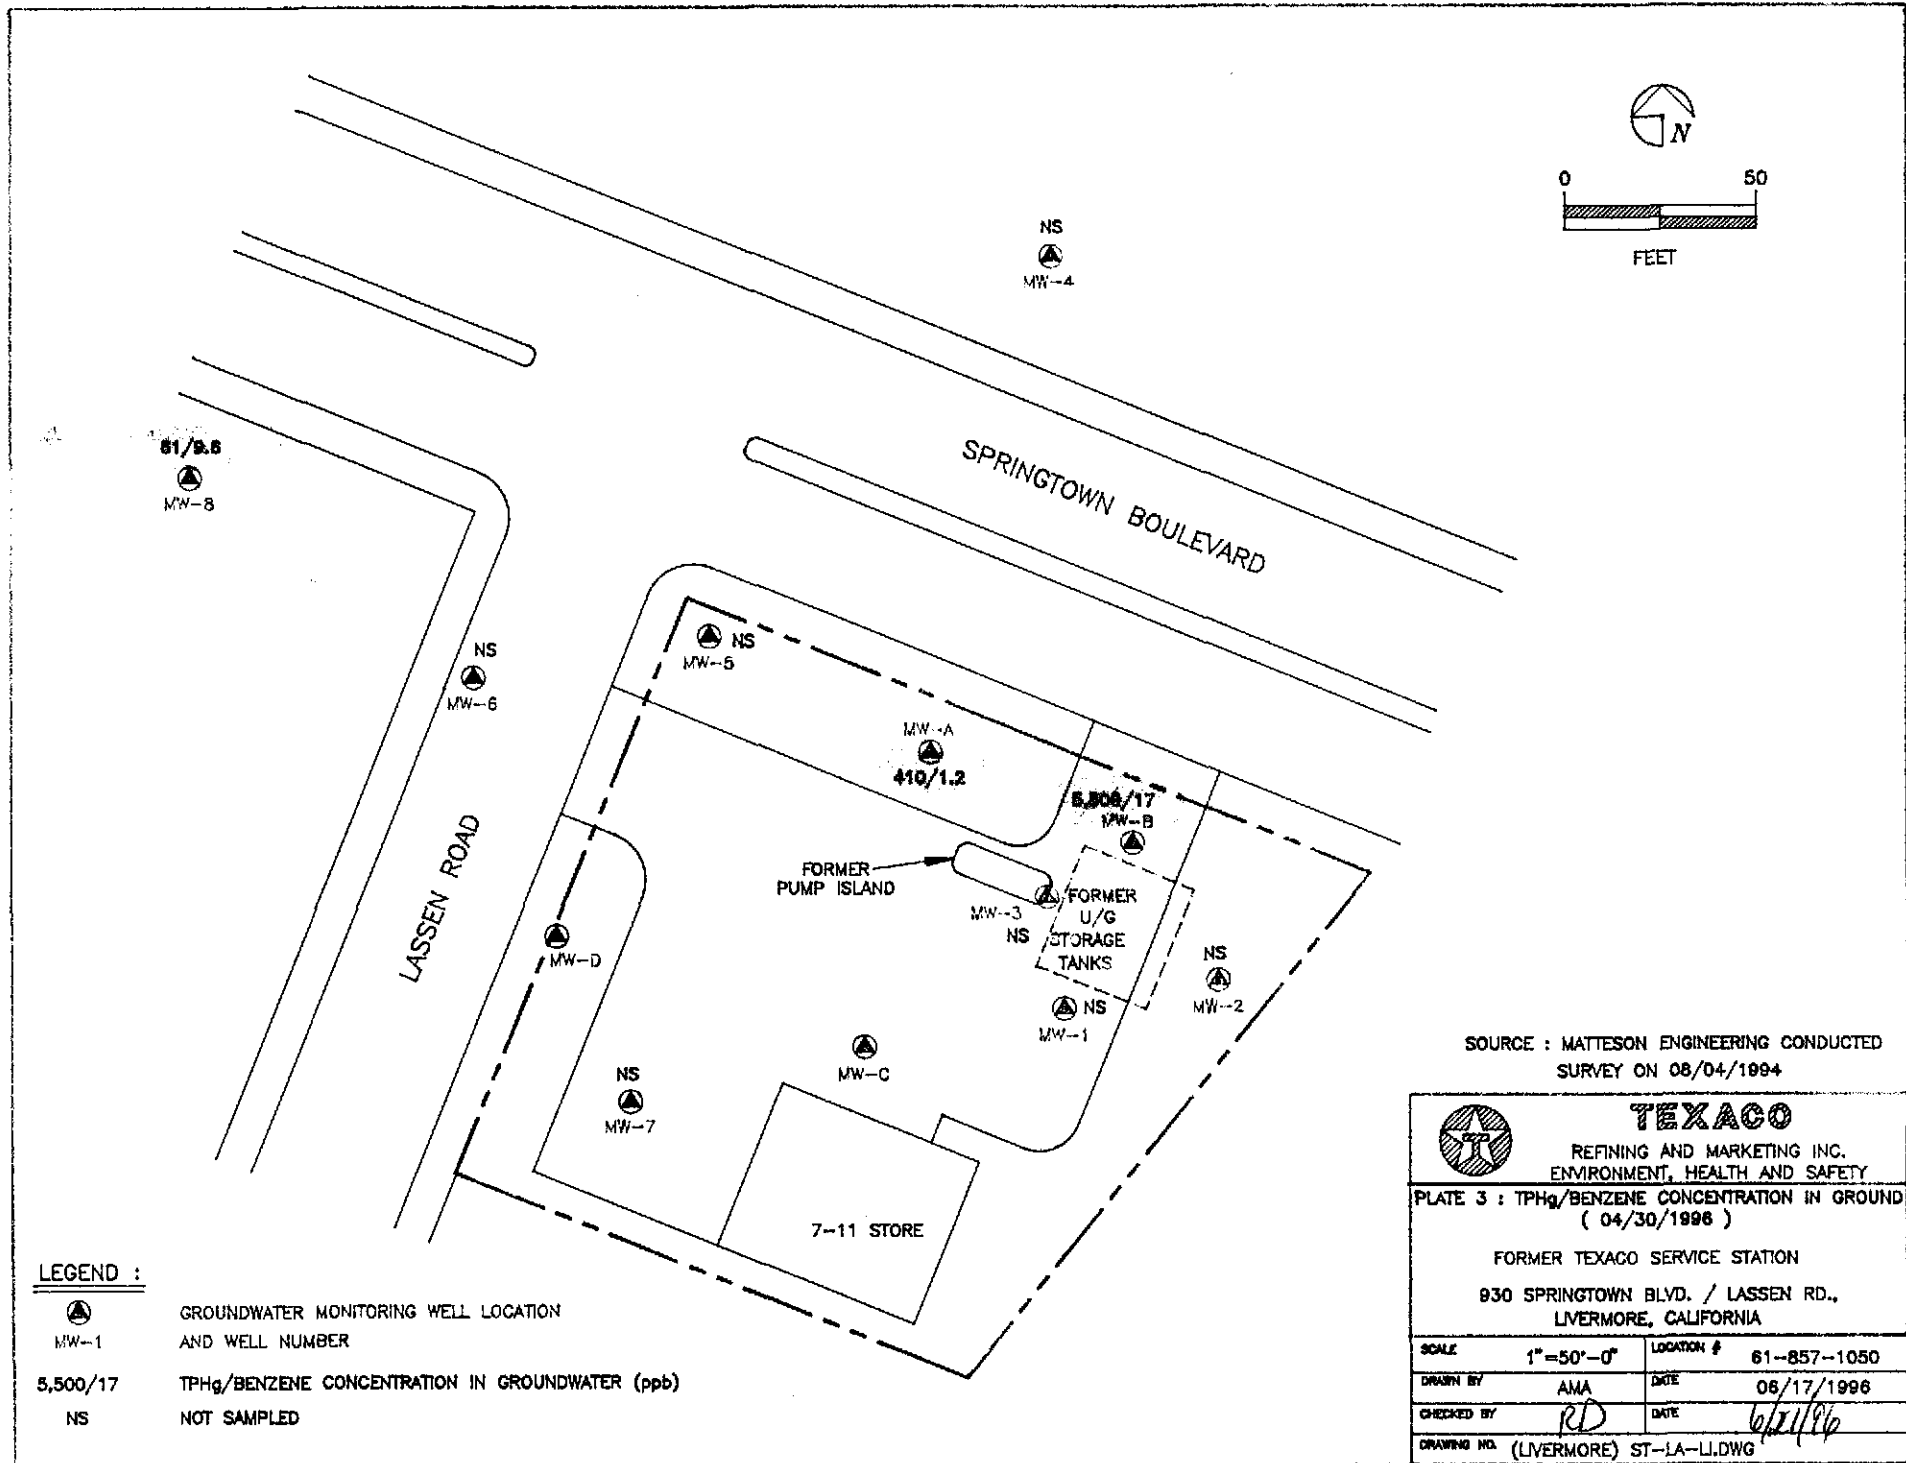 N
0 50
FEET
NS
MW-4
SPRINGTOWN BOULEVARD
MW-8
NS
MW-6
NS
MW-5
MW-A
410/1.2
MW-B
FORMER
PUMP ISLAND
MW-3
NS
FORMER
U/G
STORAGE
TANKS
LASSEN ROAD
MW-D
NS
MW-2
NS
MW-1
MW-C
NS
MW-7
7-11 STORE
LEGEND :
MW-1
GROUNDWATER MONITORING WELL LOCATION
AND WELL NUMBER
5,500/17 TPHg/BENZENE CONCENTRATION IN GROUNDWATER (ppb)
NS NOT SAMPLED
SOURCE : MATTESON ENGINEERING CONDUCTED
SURVEY ON 08/04/1994
T
TEXACO
REFINING AND MARKETING INC.
ENVIRONMENT, HEALTH AND SAFETY
PLATE 3 : TPHg/BENZENE CONCENTRATION IN GROUND
( 04/30/1996 )
FORMER TEXACO SERVICE STATION
930 SPRINGTOWN BLVD. / LASSEN RD.,
LIVERMORE, CALIFORNIA
SCALE 1"=50'-0" LOCATION # 61-857-1050
DRAWN BY AMA DATE 06/17/1996
CHECKED BY RD DATE
DRAWING NO. (LIVERMORE) ST-LA-LI.DWG